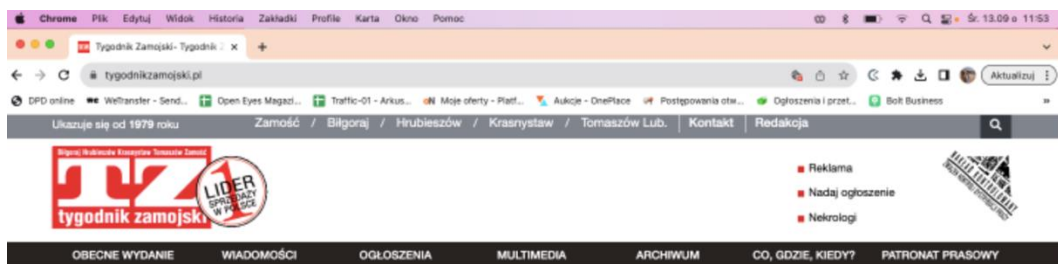 Chrome Plik Edytuj Widok Historia Zakładki Profile Karta Okno Pomoc Śr. 13.09 o 11:53
Tygodnik Zamojski- Tygodnik
tygodnikzamojski.pl Aktualizuj
DPD online WeTransfer - Send... Open Eyes Magazi... Traffic-01 - Arkus... Moje oferty - Platf... Aukcje - OnePlace Postępowania otw... Ogłoszenia i przet... Bolt Business
Ukazuje się od 1979 roku Zamość / Biłgoraj / Hrubieszów / Krasnystaw / Tomaszów Lub. Kontakt Redakcja
Biłgoraj Hrubieszów Krasnystaw Tomaszów Zamość
TZ
1
LIDER
SPRZEDAŻY
W POLSCE
tygodnik zamojski
Reklama
Nadaj ogłoszenie
Nekrologi
NAKŁAD KONTROLOWANY
OBECNE WYDANIE WIADOMOŚCI OGŁOSZENIA MULTIMEDIA ARCHIWUM CO, GDZIE, KIEDY? PATRONAT PRASOWY